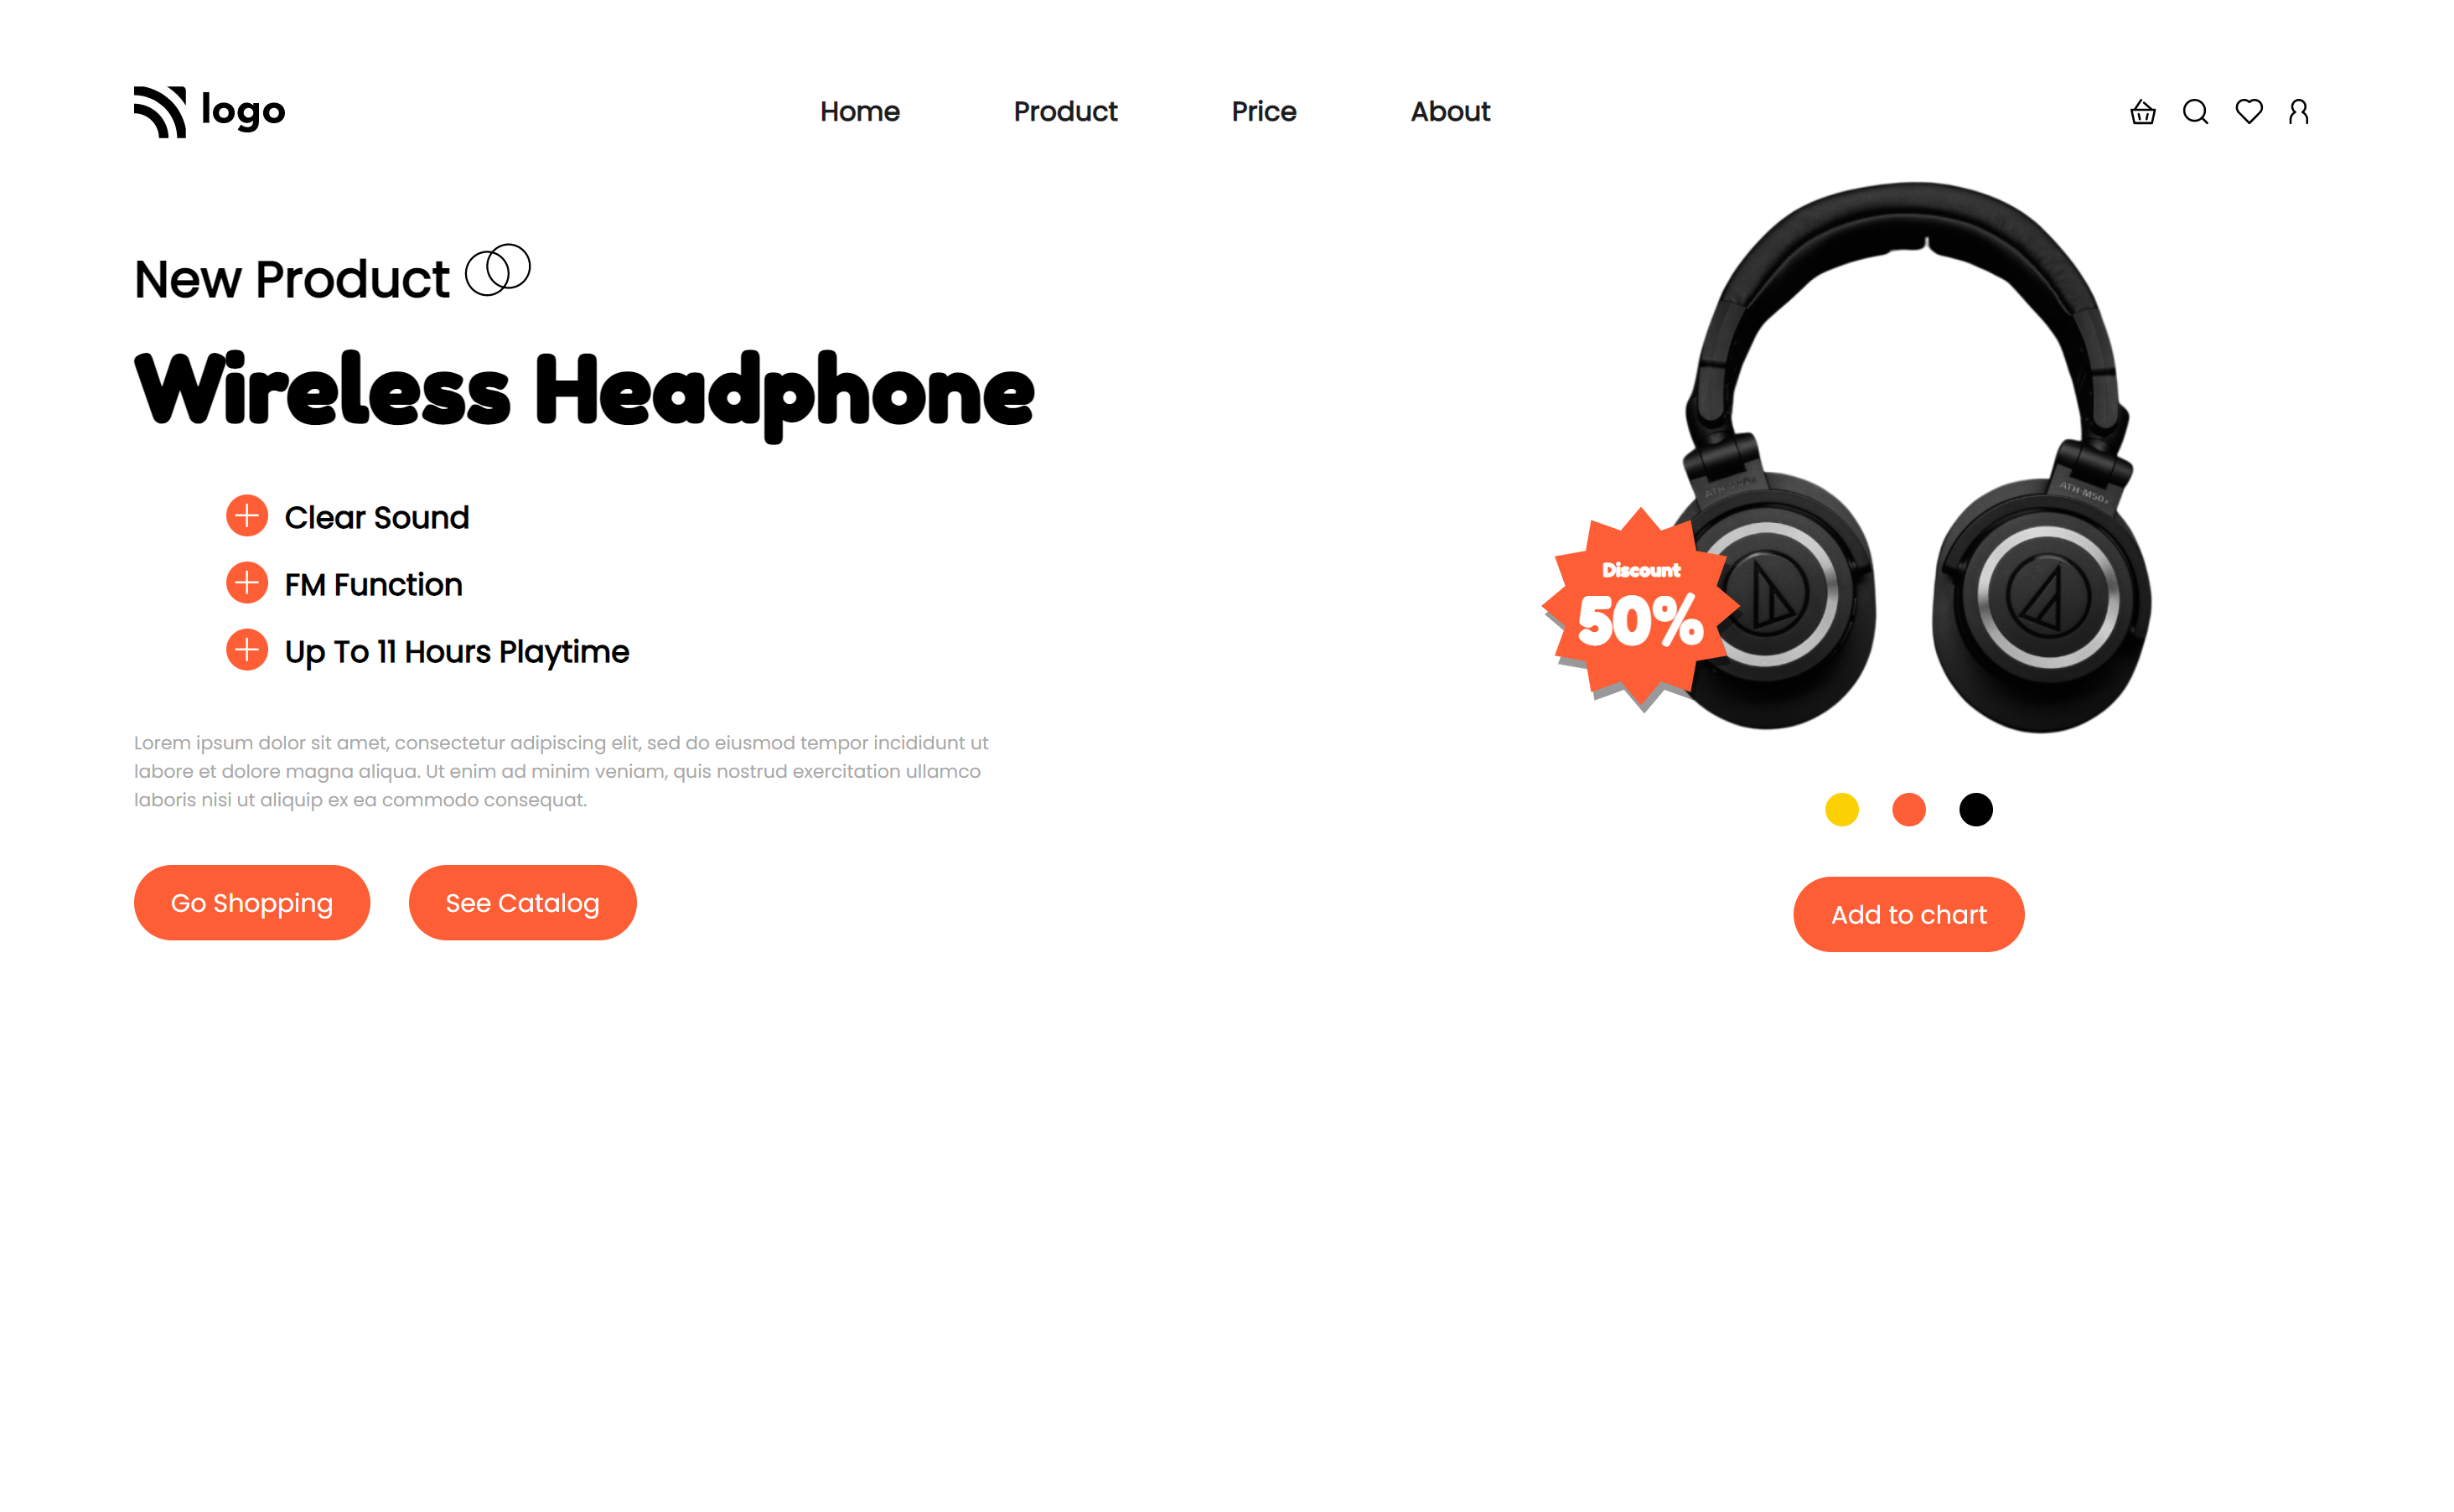 logo
Home
Product
Price
About
New Product
Wireless Headphone
Clear Sound
FM Function
Up To 11 Hours Playtime
Lorem ipsum dolor sit amet, consectetur adipiscing elit, sed do eiusmod tempor incididunt ut
labore et dolore magna aliqua. Ut enim ad minim veniam, quis nostrud exercitation ullamco
laboris nisi ut aliquip ex ea commodo consequat.
Go Shopping
See Catalog
ATH-M50x
Discount
50%
Add to chart